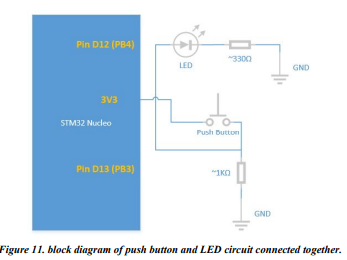 Pin D12 (PB4)
LED
~330Ω
GND
3V3
STM32 Nucleo
Push Button
Pin D13 (PB3)
~1KΩ
GND
Figure 11. block diagram of push button and LED circuit connected together.